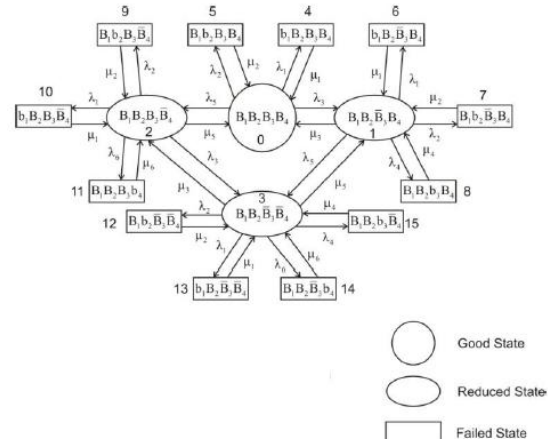 9
5
4
6
B₁b₂B₃B̅₄
B₁b₂B₃B₄
b₁B₂B₃B₄
b₁B₂B̅₃B₄
μ₂
λ₂
λ₂
μ₂
λ₁
μ₁
μ₁
λ₁
10
7
b₁B₂B₃B̅₄
λ₁
μ₁
B₁B₂B₃B̅₄
2
λ₅
μ₅
B₁B₂B₃B₄
0
λ₃
μ₃
B₁B₂B̅₃B₄
1
μ₂
λ₂
B₁b₂B̅₃B₄
λ₆
μ₆
λ₃
μ₃
λ₅
μ₅
λ₄
μ₄
11
B₁B₂B₃b₄
B₁B₂b₃B₄
8
3
B₁B₂B̅₃B̅₄
12
B₁b₂B̅₃B̅₄
λ₂
μ₂
μ₄
λ₄
B₁B₂b₃B̅₄
15
λ₁
μ₁
λ₆
μ₆
13
b₁B₂B̅₃B̅₄
B₁B₂B̅₃b₄
14
Good State
Reduced State
Failed State